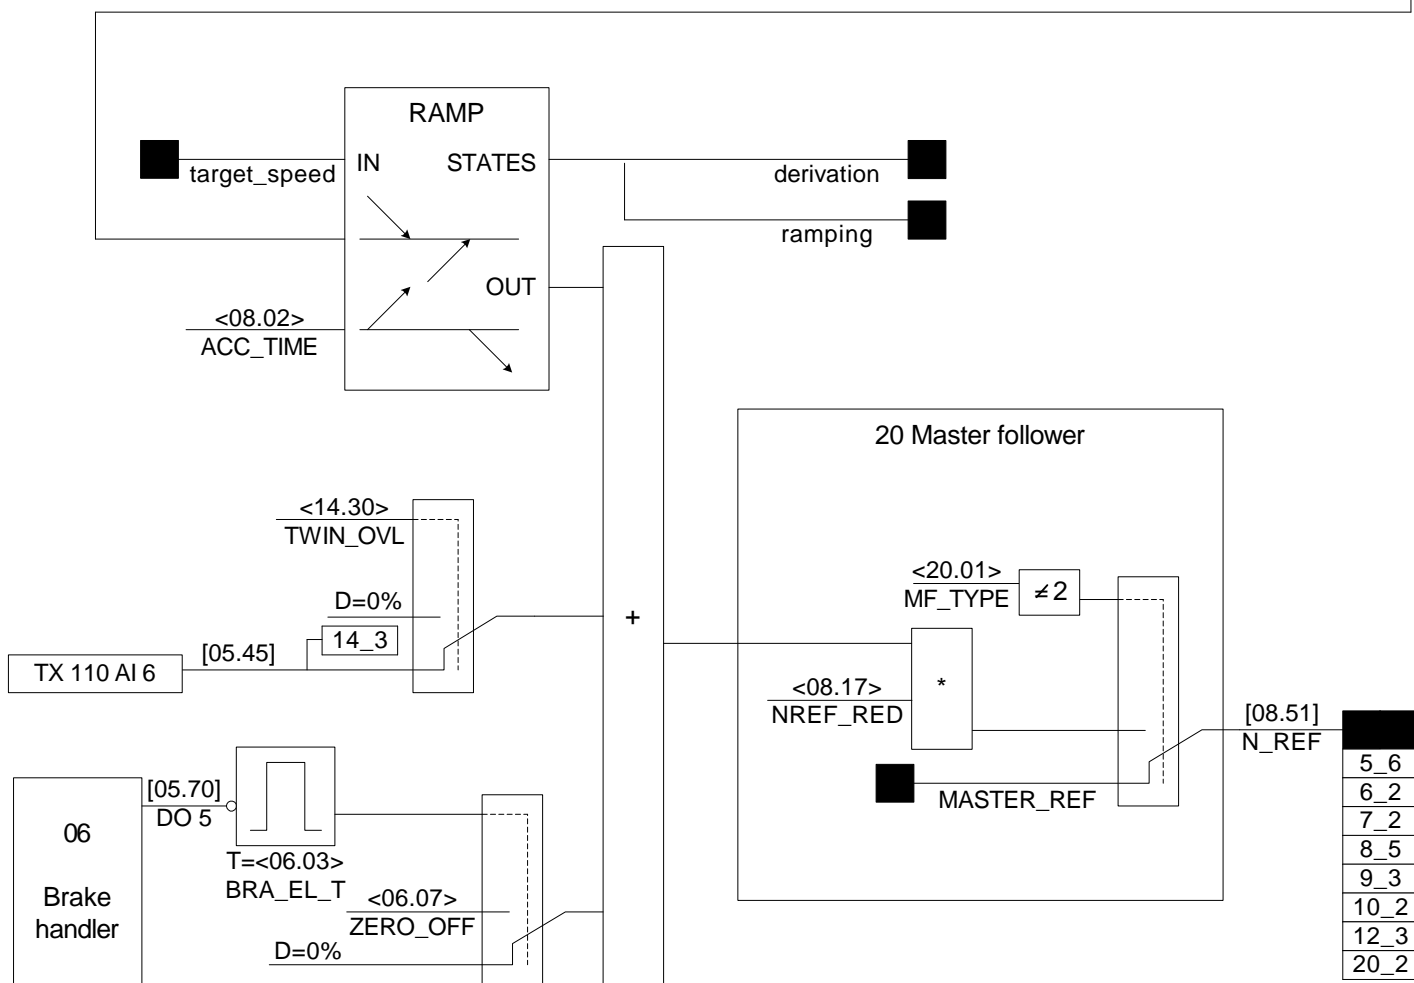 RAMP
IN
STATES
target_speed
derivation
ramping
OUT
<08.02>
ACC_TIME
20 Master follower
<14.30>
TWIN_OVL
D=0%
14_3
[05.45]
TX 110 AI 6
+
<20.01>
MF_TYPE
≠2
<08.17>
NREF_RED
*
MASTER_REF
[08.51]
N_REF
5_6
6_2
7_2
8_5
9_3
10_2
12_3
20_2
06
Brake
handler
[05.70]
DO 5
T=<06.03>
BRA_EL_T
<06.07>
ZERO_OFF
D=0%